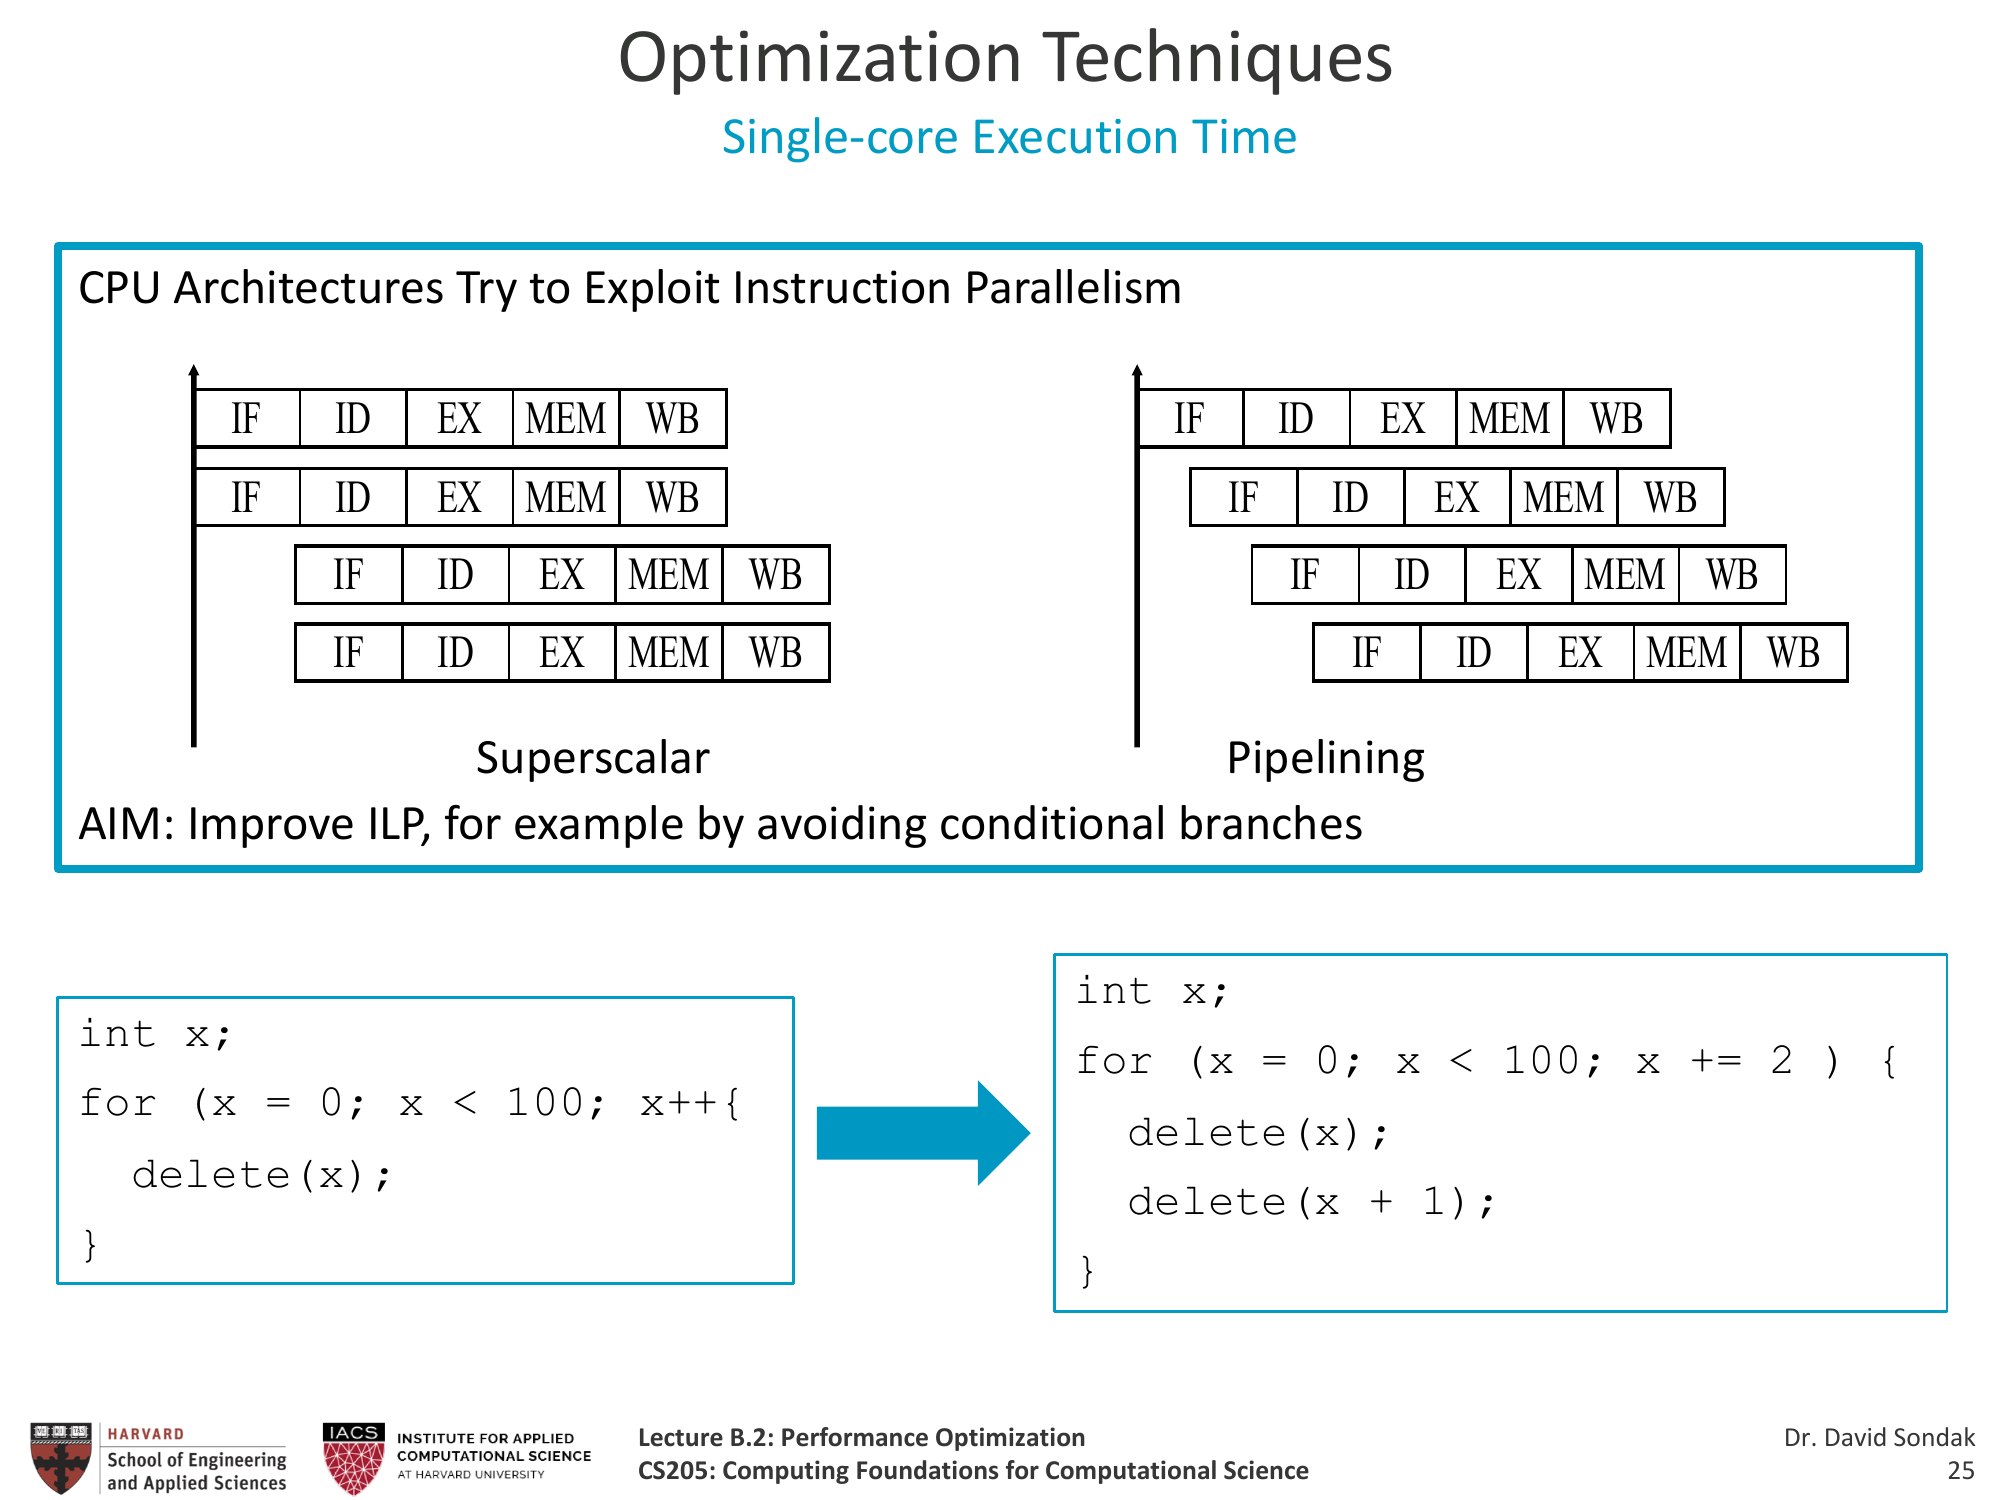 Optimization Techniques
Single-core Execution Time
CPU Architectures Try to Exploit Instruction Parallelism
IF ID EX MEM WB
IF ID EX MEM WB
IF ID EX MEM WB
IF ID EX MEM WB
Superscalar
IF ID EX MEM WB
IF ID EX MEM WB
IF ID EX MEM WB
IF ID EX MEM WB
Pipelining
AIM: Improve ILP, for example by avoiding conditional branches
int x;
for (x = 0; x < 100; x++{
delete(x);
}
int x;
for (x = 0; x < 100; x += 2 ) {
delete(x);
delete(x + 1);
}
HARVARD
School of Engineering
and Applied Sciences
IACS
INSTITUTE FOR APPLIED
COMPUTATIONAL SCIENCE
AT HARVARD UNIVERSITY
Lecture B.2: Performance Optimization
CS205: Computing Foundations for Computational Science
Dr. David Sondak
25